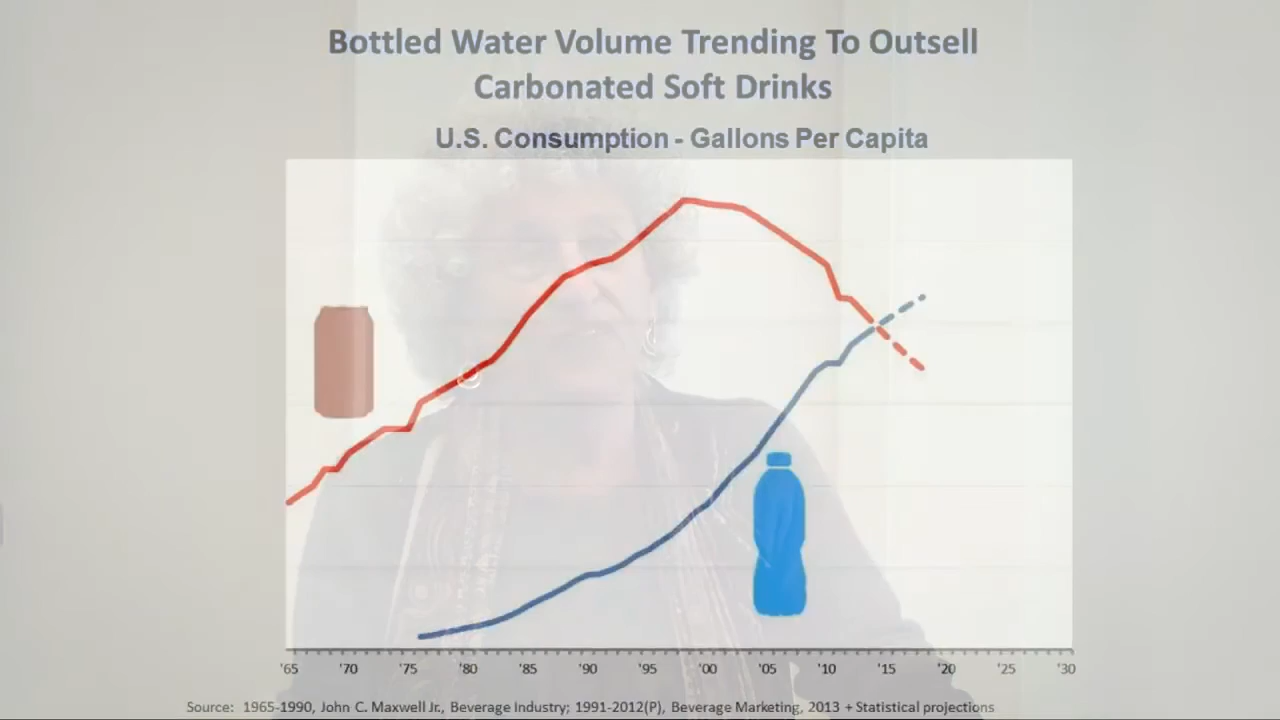 Bottled Water Volume Trending To Outsell
Carbonated Soft Drinks
U.S. Consumption - Gallons Per Capita
'65 '70 '75 '80 '85 '90 '95 '00 '05 '10 '15 '20 '25 '30
Source: 1965-1990, John C. Maxwell Jr., Beverage Industry; 1991-2012(P), Beverage Marketing, 2013 + Statistical projections